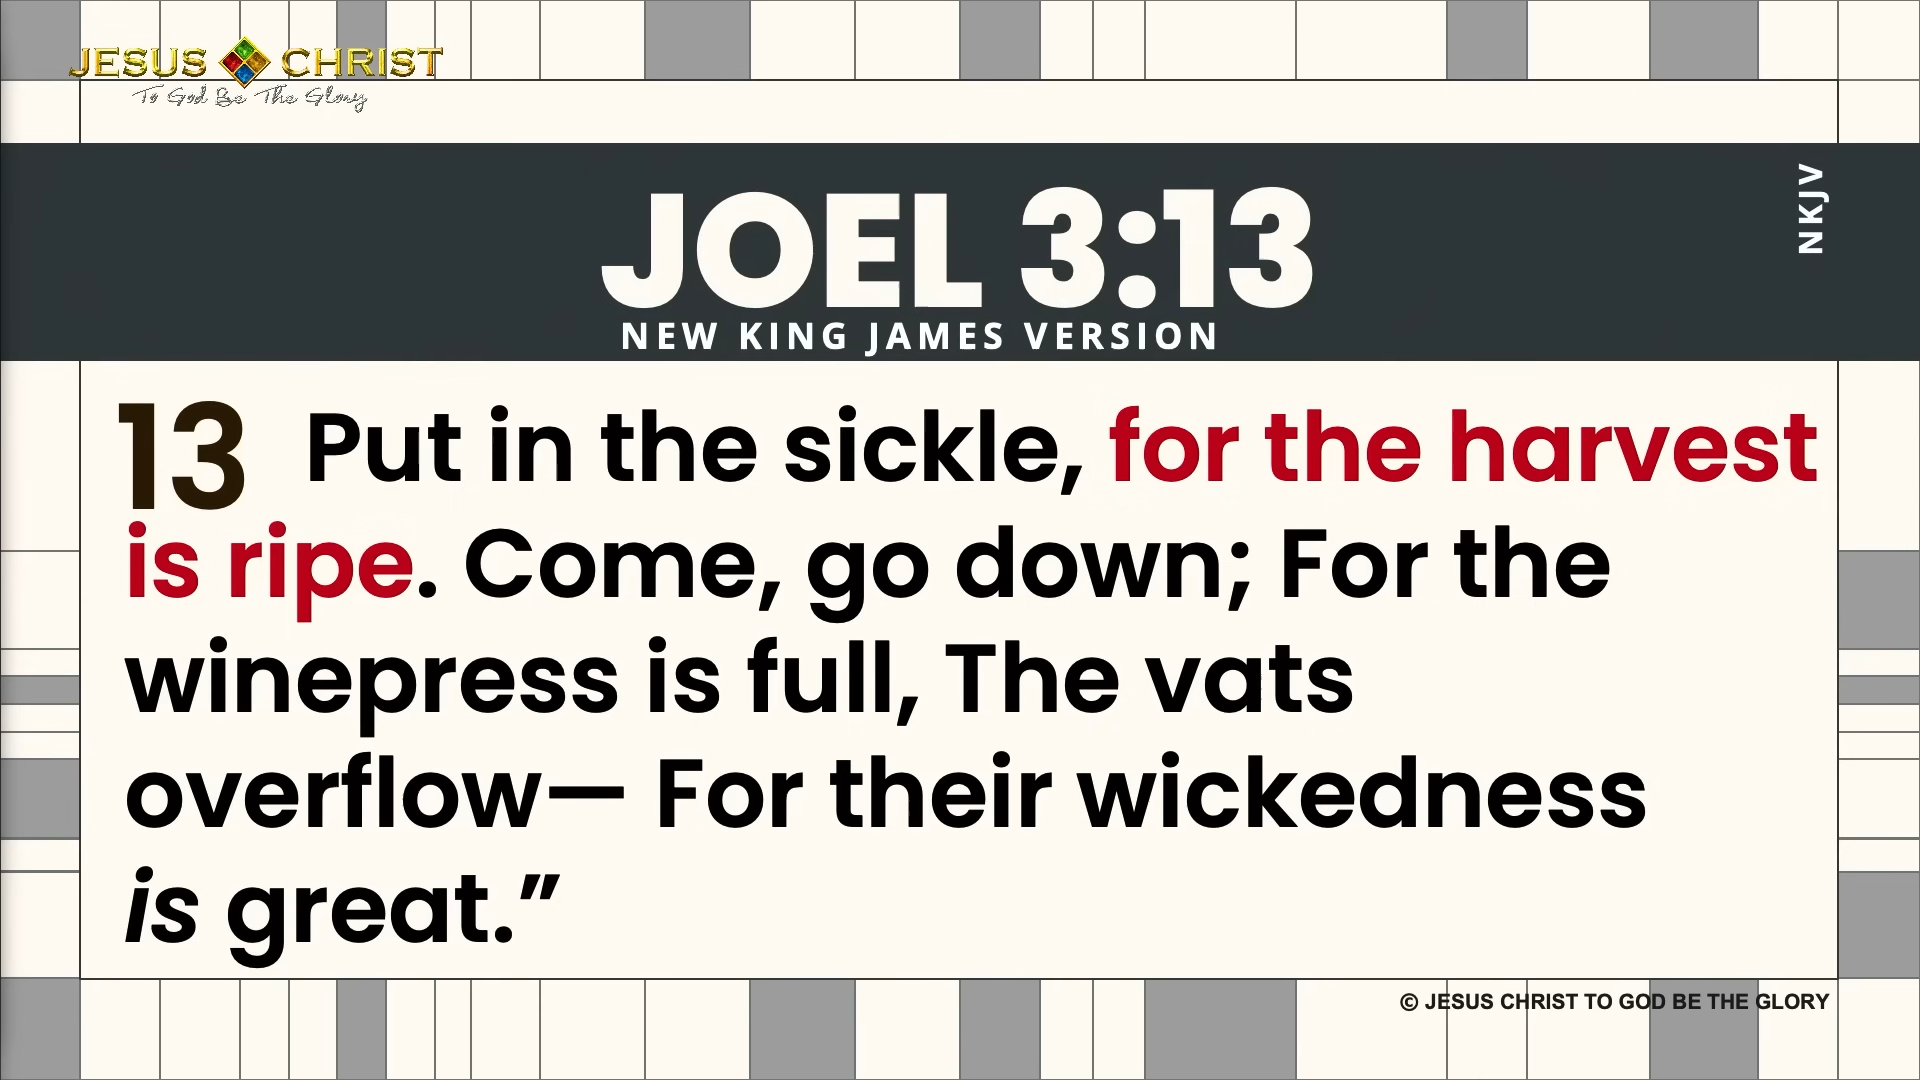 JESUS CHRIST
To God Be The Glory
NKJV
JOEL 3:13
NEW KING JAMES VERSION
13 Put in the sickle, for the harvest
is ripe. Come, go down; For the
winepress is full, The vats
overflow— For their wickedness
is great.”
© JESUS CHRIST TO GOD BE THE GLORY